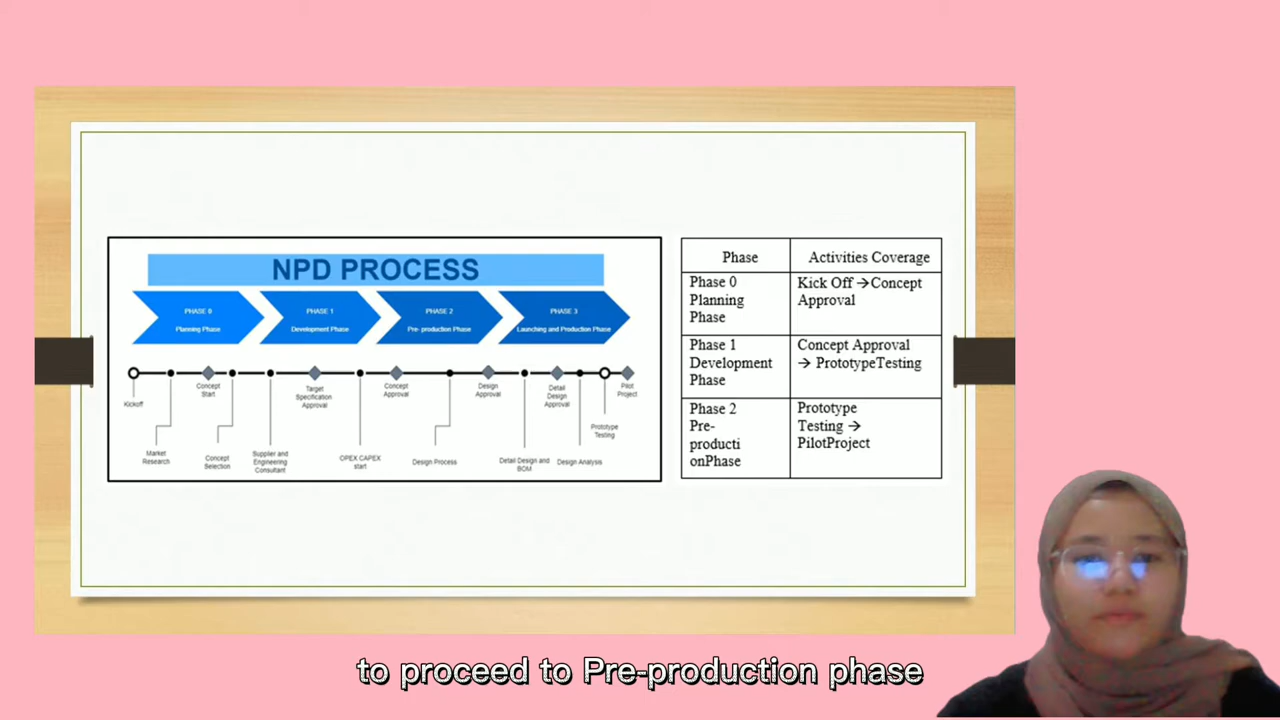 NPD PROCESS
PHASE 0
Planning Phase
PHASE 1
Development Phase
PHASE 2
Pre- production Phase
PHASE 3
Launching and Production Phase
Kickoff
Concept
Start
Target
Specification
Approval
Concept
Approval
Design
Approval
Detail
Design
Approval
Pilot
Project
Prototype
Testing
Market
Research
Concept
Selection
Supplier and
Engineering
Consultant
OPEX CAPEX
start
Design Process
Detail Design and
BOM
Design Analysis
Phase
Activities Coverage
Phase 0
Planning
Phase
Kick Off →Concept
Approval
Phase 1
Development
Phase
Concept Approval
→ PrototypeTesting
Phase 2
Pre-
producti
onPhase
Prototype
Testing →
PilotProject
to proceed to Pre-production phase